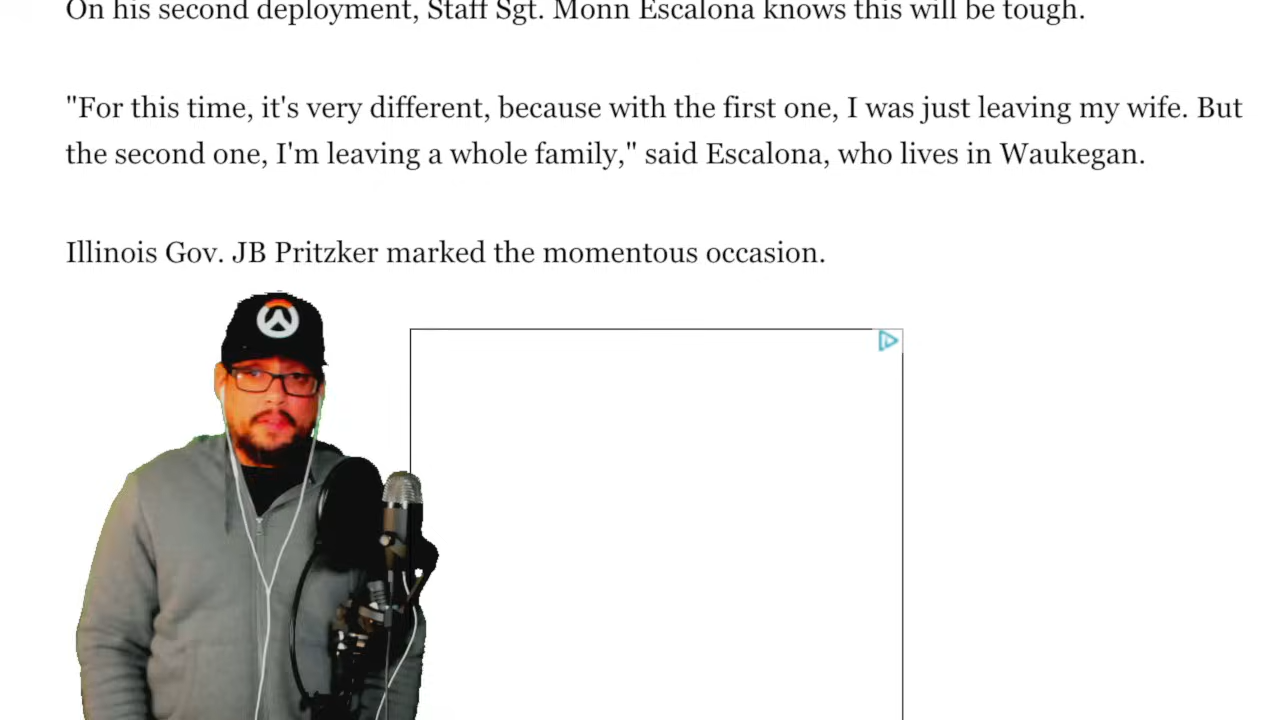 On his second deployment, Staff Sgt. Monn Escalona knows this will be tough.
"For this time, it's very different, because with the first one, I was just leaving my wife. But
the second one, I'm leaving a whole family," said Escalona, who lives in Waukegan.
Illinois Gov. JB Pritzker marked the momentous occasion.